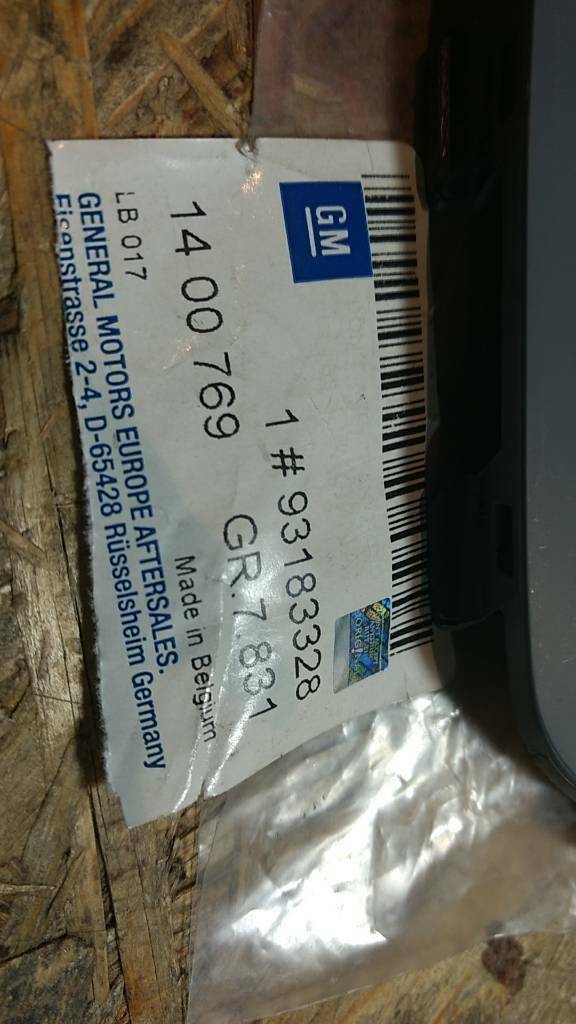 GM
1 # 93183328
14 00 769 GR.7.831
LB 017 Made in Belgium
GENERAL MOTORS EUROPE AFTERSALES.
Eisenstrasse 2-4, D-65428 Rüsselsheim Germany